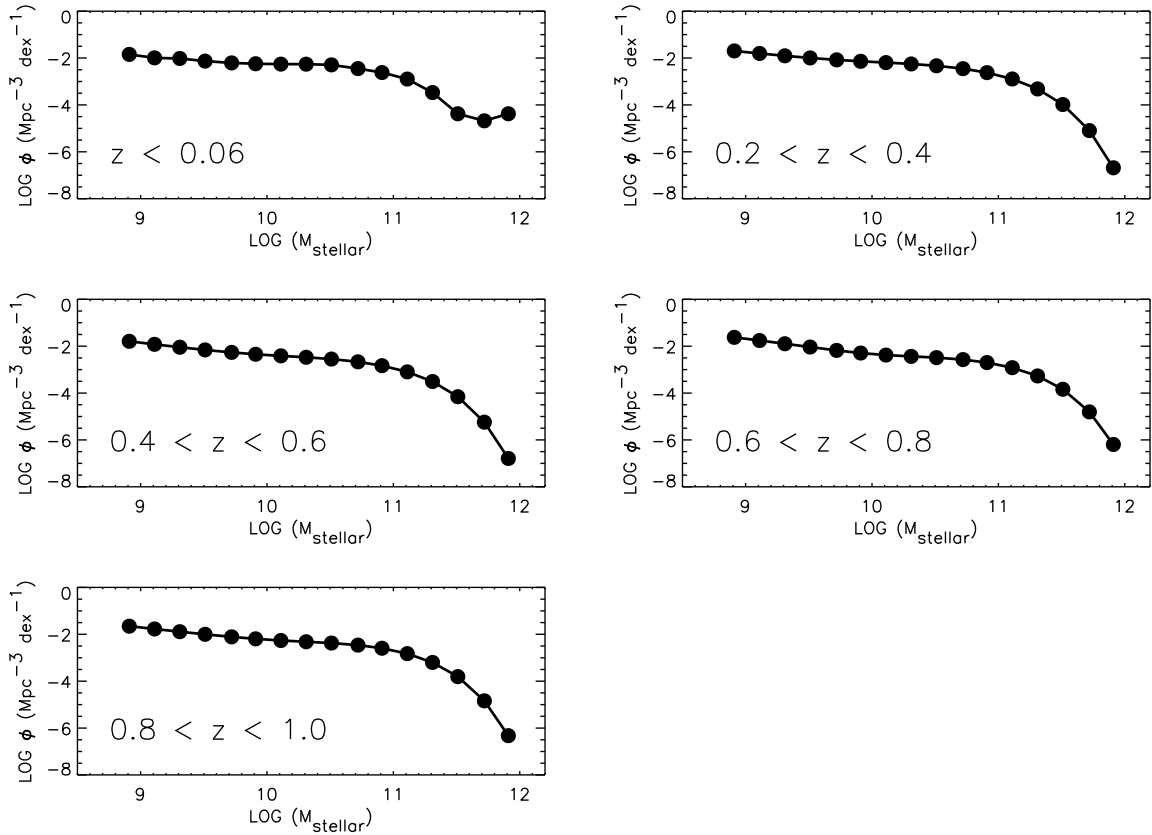 0
-2
-4
-6
-8
LOG ϕ (Mpc⁻³ dex⁻¹)
z < 0.06
9 10 11 12
LOG (M_stellar)
0
-2
-4
-6
-8
LOG ϕ (Mpc⁻³ dex⁻¹)
0.2 < z < 0.4
9 10 11 12
LOG (M_stellar)
0
-2
-4
-6
-8
LOG ϕ (Mpc⁻³ dex⁻¹)
0.4 < z < 0.6
9 10 11 12
LOG (M_stellar)
0
-2
-4
-6
-8
LOG ϕ (Mpc⁻³ dex⁻¹)
0.6 < z < 0.8
9 10 11 12
LOG (M_stellar)
0
-2
-4
-6
-8
LOG ϕ (Mpc⁻³ dex⁻¹)
0.8 < z < 1.0
9 10 11 12
LOG (M_stellar)